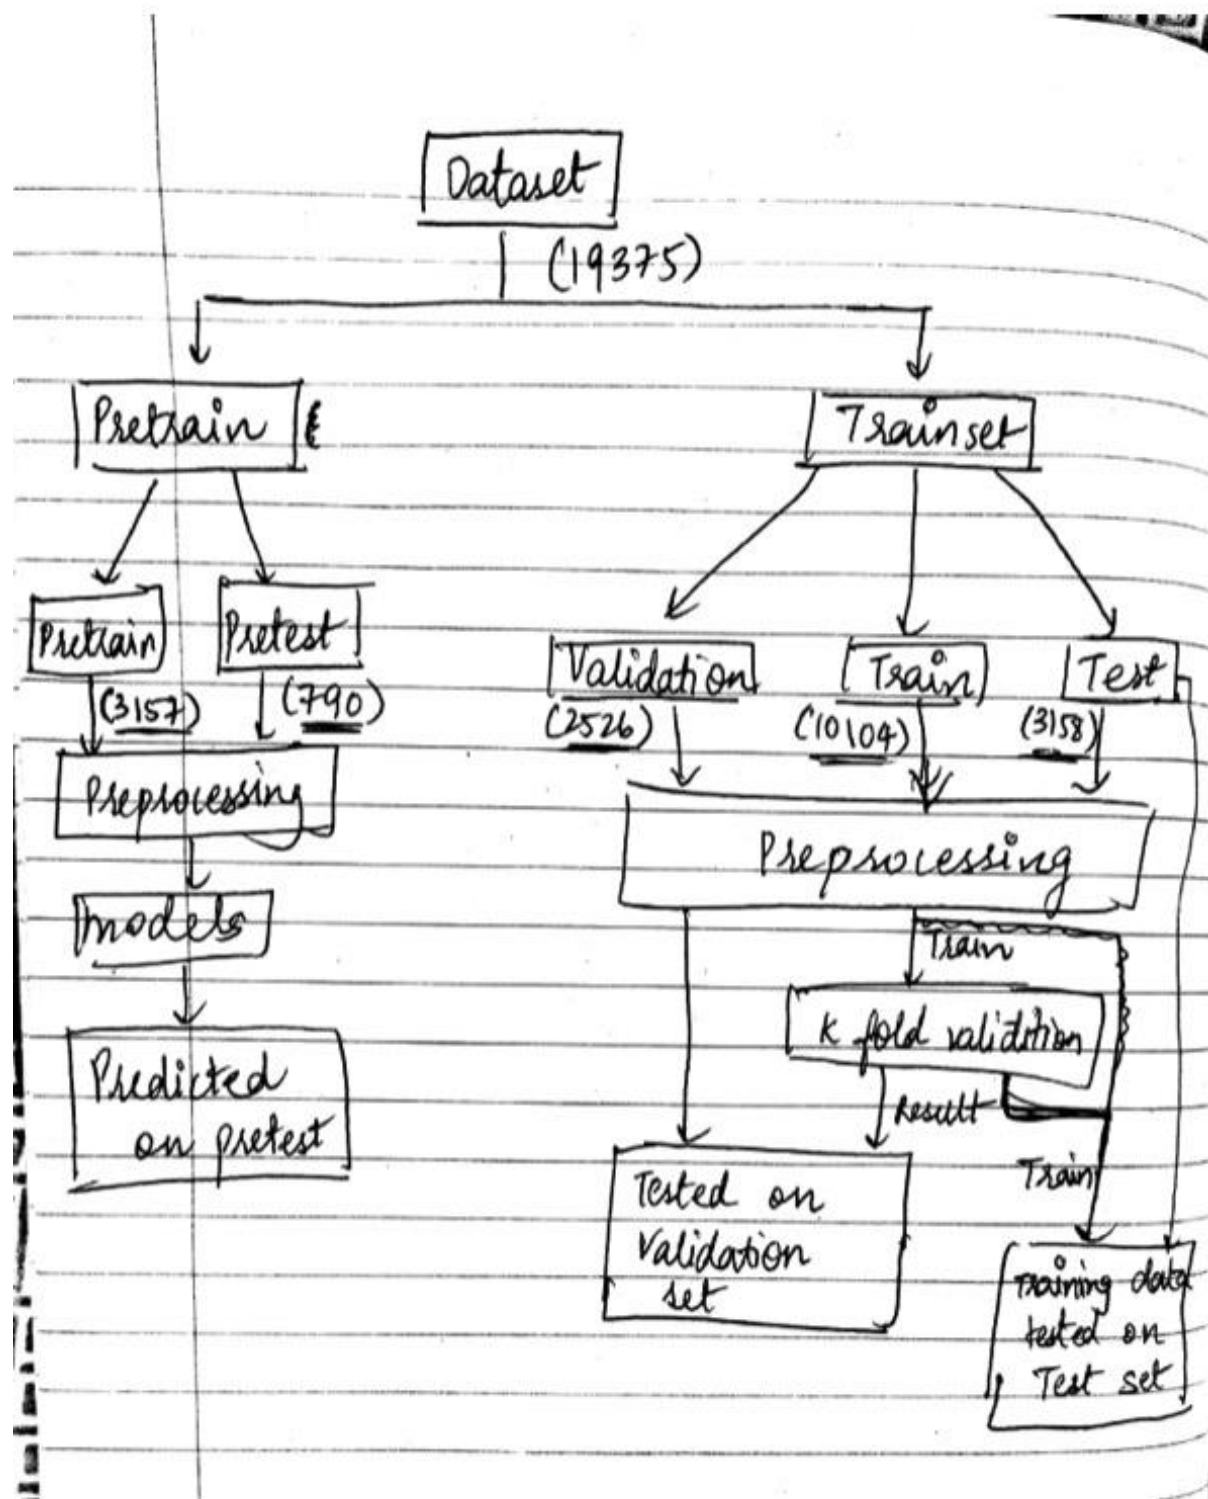 Dataset
(19375)
Pretrain
Trainset
Pretrain
Pretest
Validation
Train
Test
(3157)
(790)
(2526)
(10104)
(3158)
Preprocessing
Preprocessing
models
Train
K fold validition
Predicted
on pretest
Result
Train
Tested on
Validation
set
Training data
tested on
Test set